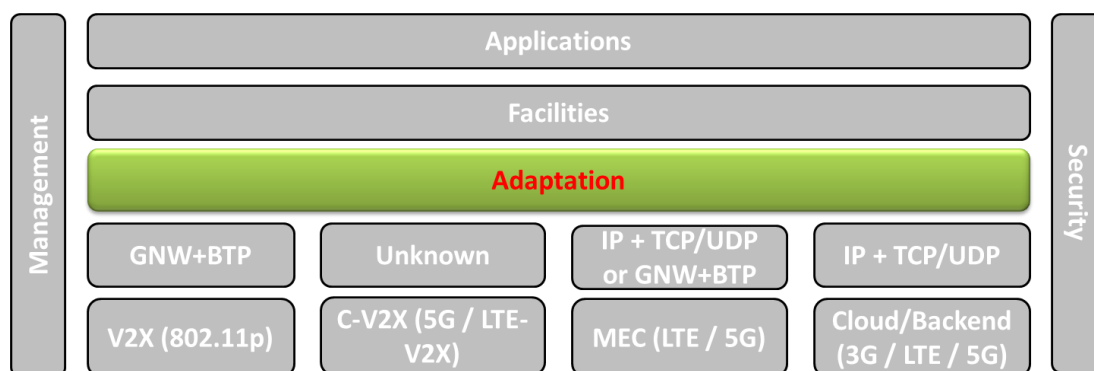 Management
Applications
Facilities
Adaptation
GNW+BTP
Unknown
IP + TCP/UDP
or GNW+BTP
IP + TCP/UDP
V2X (802.11p)
C-V2X (5G / LTE-
V2X)
MEC (LTE / 5G)
Cloud/Backend
(3G / LTE / 5G)
Security